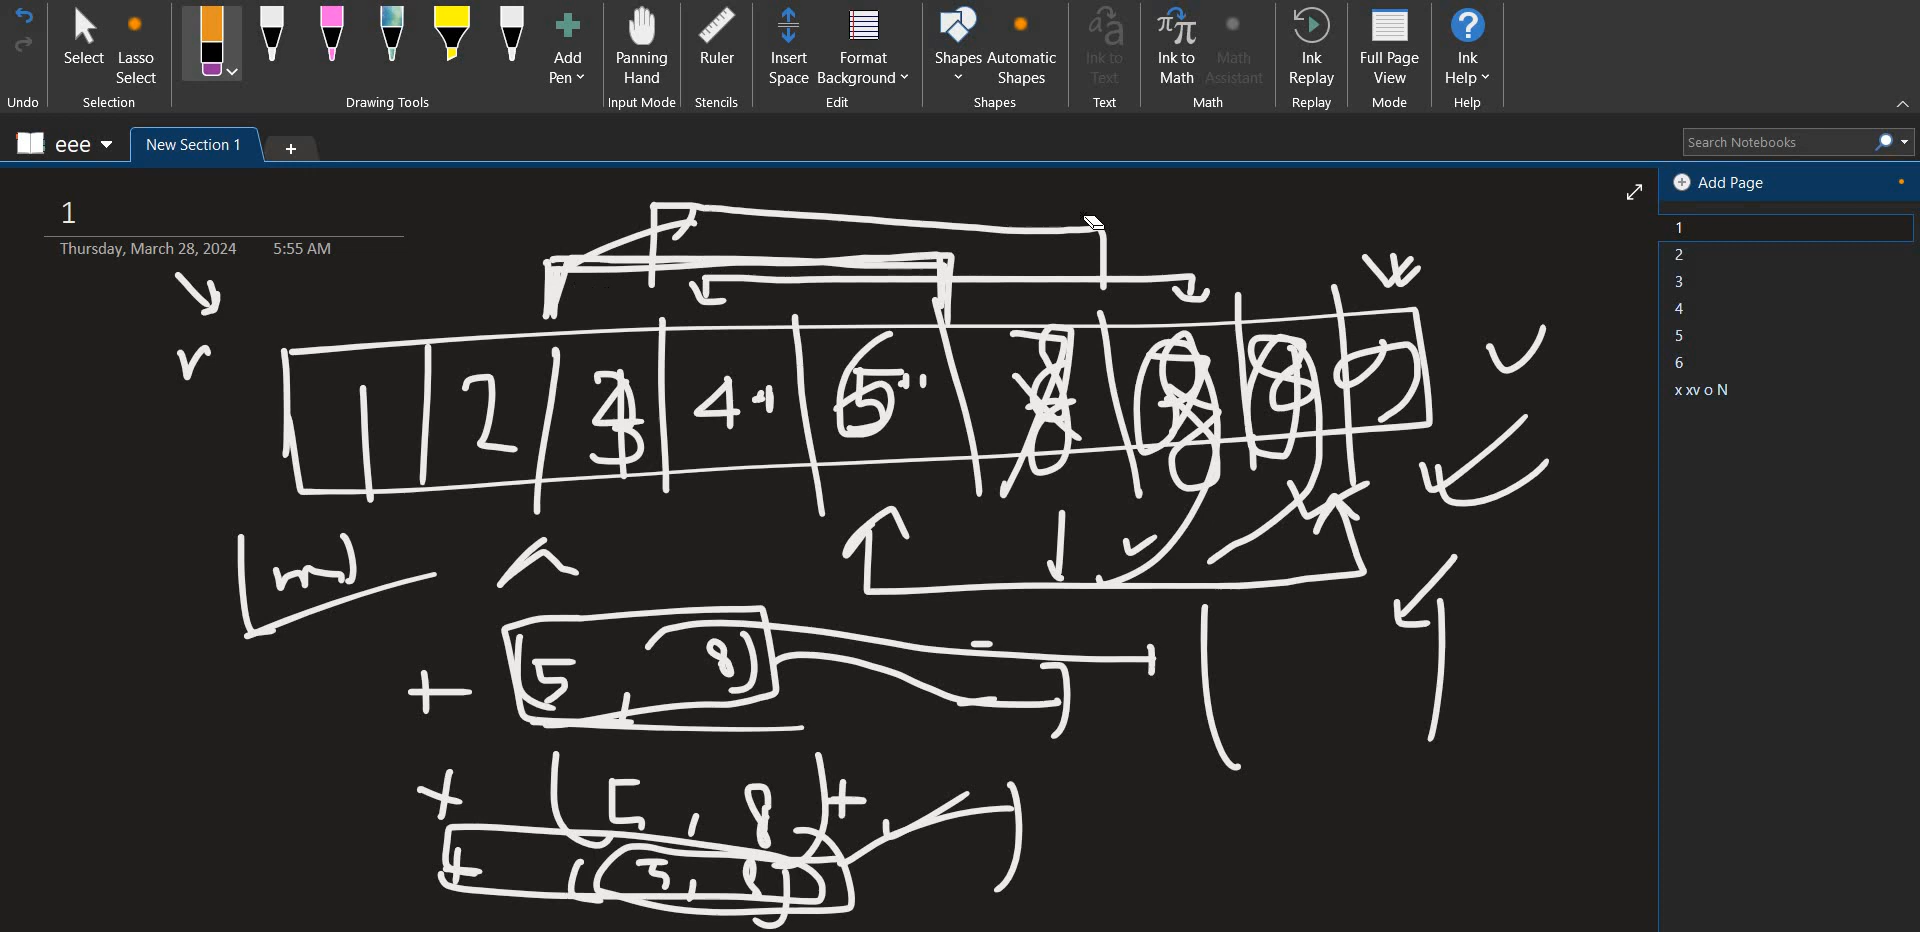 Select
Lasso
Select
Add
Pen
Panning
Hand
Ruler
Insert
Space
Format
Background
Shapes
Automatic
Shapes
Ink to
Text
Ink to
Math
Math
Assistant
Ink
Replay
Full Page
View
Ink
Help
Undo
Selection
Drawing Tools
Input Mode
Stencils
Edit
Shapes
Text
Math
Replay
Mode
Help
eee
New Section 1
Search Notebooks
Add Page
1
2
3
4
5
6
x xv o N
1
Thursday, March 28, 2024 5:55 AM
r
1 2 4 5
+ (5, 8)
+ (5, 8) +
+ (5, 8)